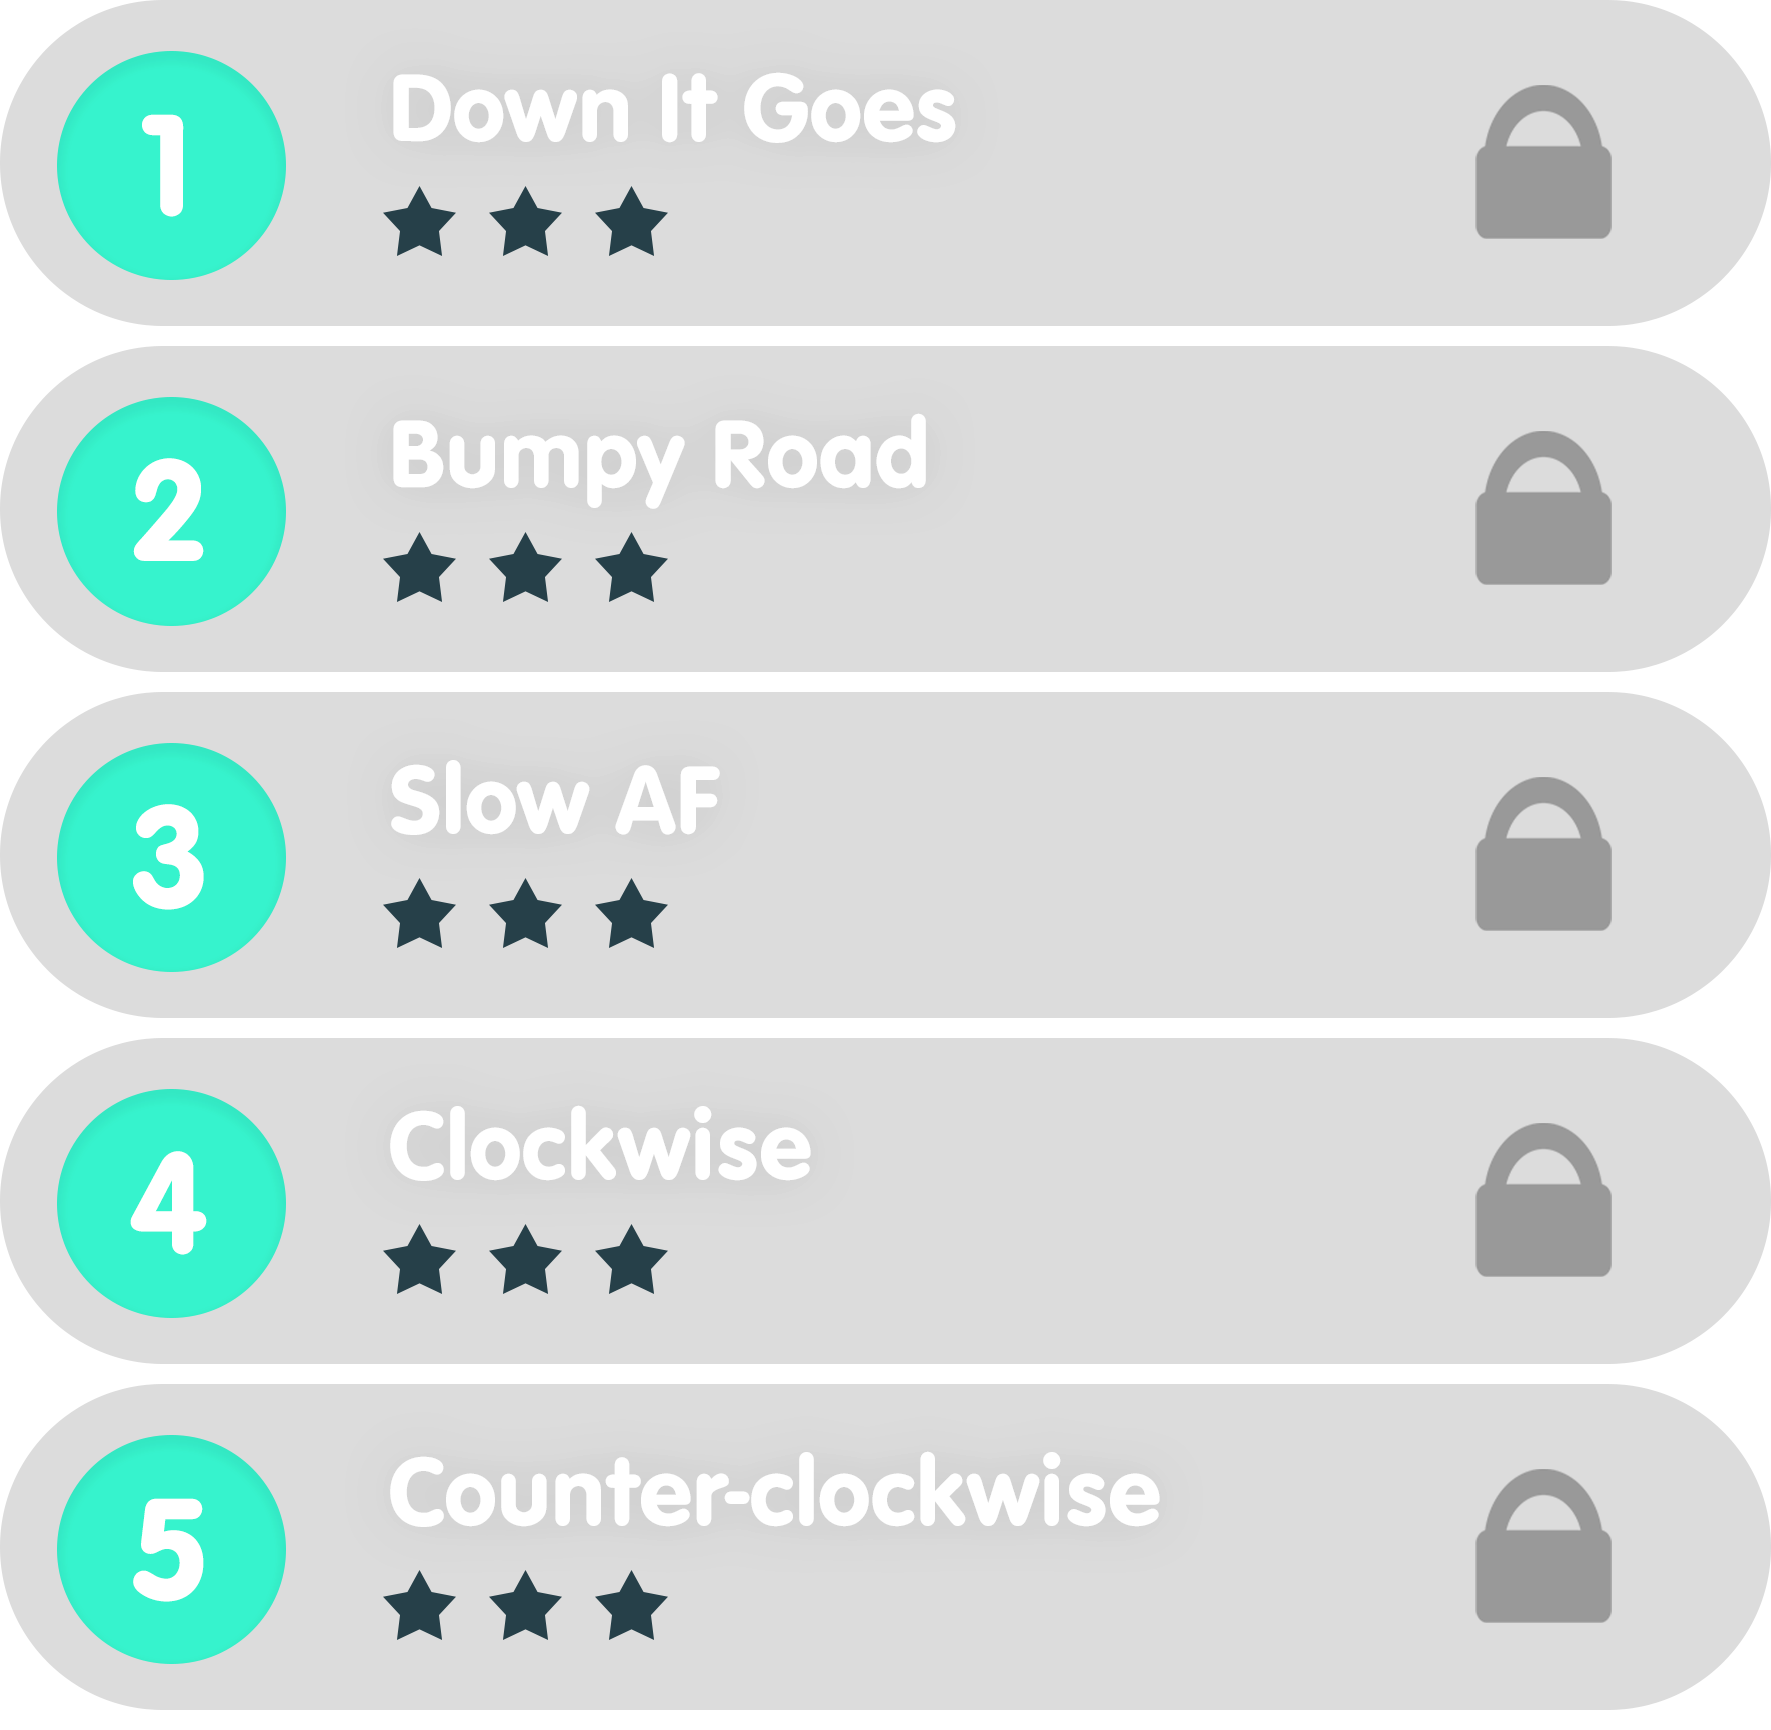 1
Down It Goes
2
Bumpy Road
3
Slow AF
4
Clockwise
5
Counter-clockwise